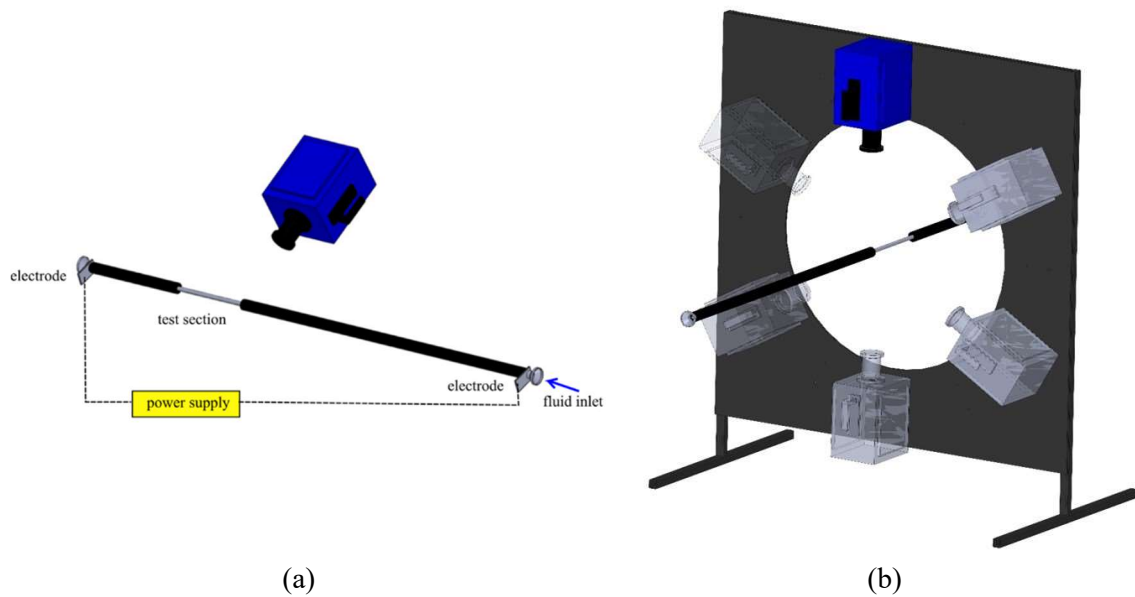 electrode
test section
electrode
power supply
fluid inlet
(a)
(b)